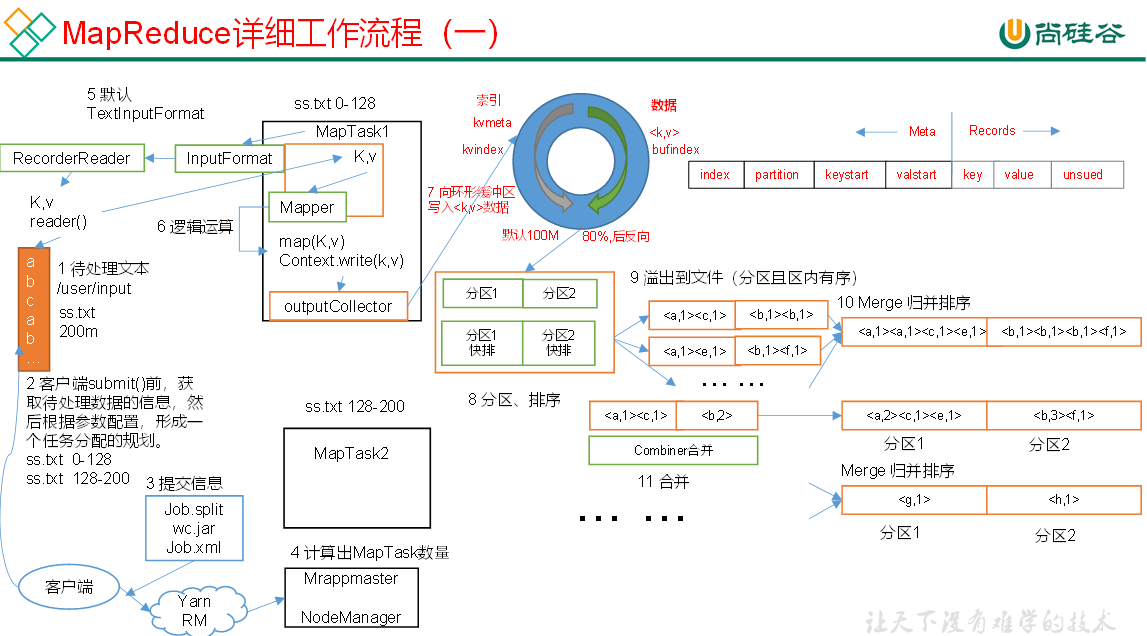 MapReduce详细工作流程（一）
尚硅谷
5 默认
TextInputFormat
ss.txt 0-128
MapTask1
RecorderReader
InputFormat
K,v
Mapper
K,v
reader()
6 逻辑运算
map(K,v)
Context.write(k,v)
outputCollector
a
b
c
a
b
...
1 待处理文本
/user/input
ss.txt
200m
2 客户端submit()前，获
取待处理数据的信息，然
后根据参数配置，形成一
个任务分配的规划。
ss.txt 0-128
ss.txt 128-200
3 提交信息
Job.split
wc.jar
Job.xml
客户端
Yarn
RM
4 计算出MapTask数量
Mrappmaster
NodeManager
ss.txt 128-200
MapTask2
索引
kvmeta
kvindex
数据
<k,v>
bufindex
7 向环形缓冲区
写入<k,v>数据
默认100M
80%,后反向
Meta
Records
index
partition
keystart
valstart
key
value
unsued
分区1
分区2
分区1
快排
分区2
快排
8 分区、排序
9 溢出到文件（分区且区内有序）
<a,1><c,1>
<b,1><b,1>
<a,1><e,1>
<b,1><f,1>
... ...
10 Merge 归并排序
<a,1><a,1><c,1><e,1>
<b,1><b,1><b,1><f,1>
<a,1><c,1>
<b,2>
Combiner合并
11 合并
<a,2><c,1><e,1>
<b,3><f,1>
分区1
分区2
Merge 归并排序
<g,1>
<h,1>
分区1
分区2
... ...
让天下没有难学的技术